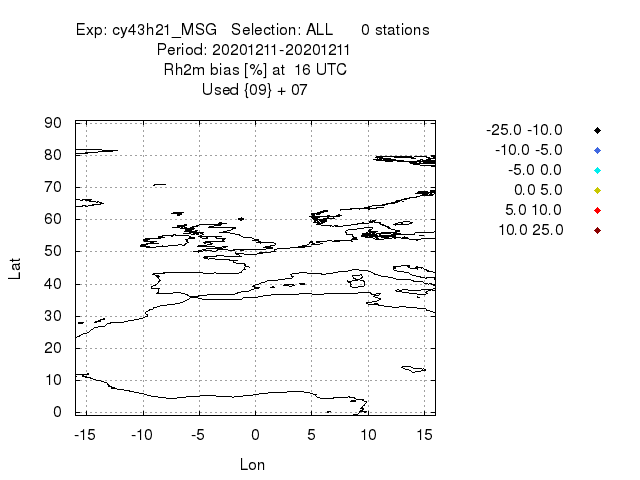 Exp: cy43h21_MSG   Selection: ALL      0 stations
Period: 20201211-20201211
Rh2m bias [%] at  16 UTC
Used {09} + 07
90
80
70
60
50
40
30
20
10
0
Lat
-15 -10 -5 0 5 10 15
Lon
-25.0 -10.0
-10.0 -5.0
-5.0 0.0
0.0 5.0
5.0 10.0
10.0 25.0